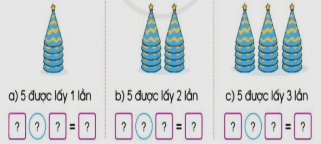 a) 5 được lấy 1 lần
b) 5 được lấy 2 lần
c) 5 được lấy 3 lần
? ? ? = ?
? ? ? = ?
? ? ? = ?